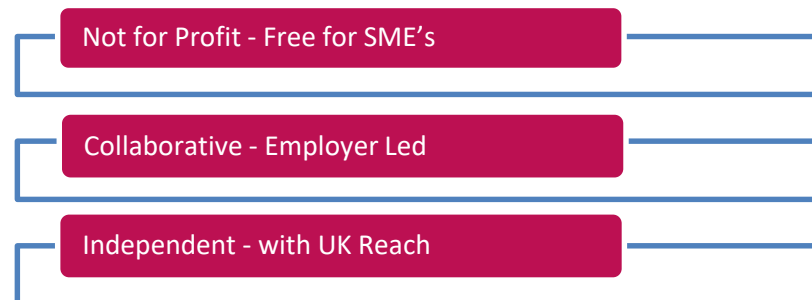 Not for Profit - Free for SME’s
Collaborative - Employer Led
Independent - with UK Reach